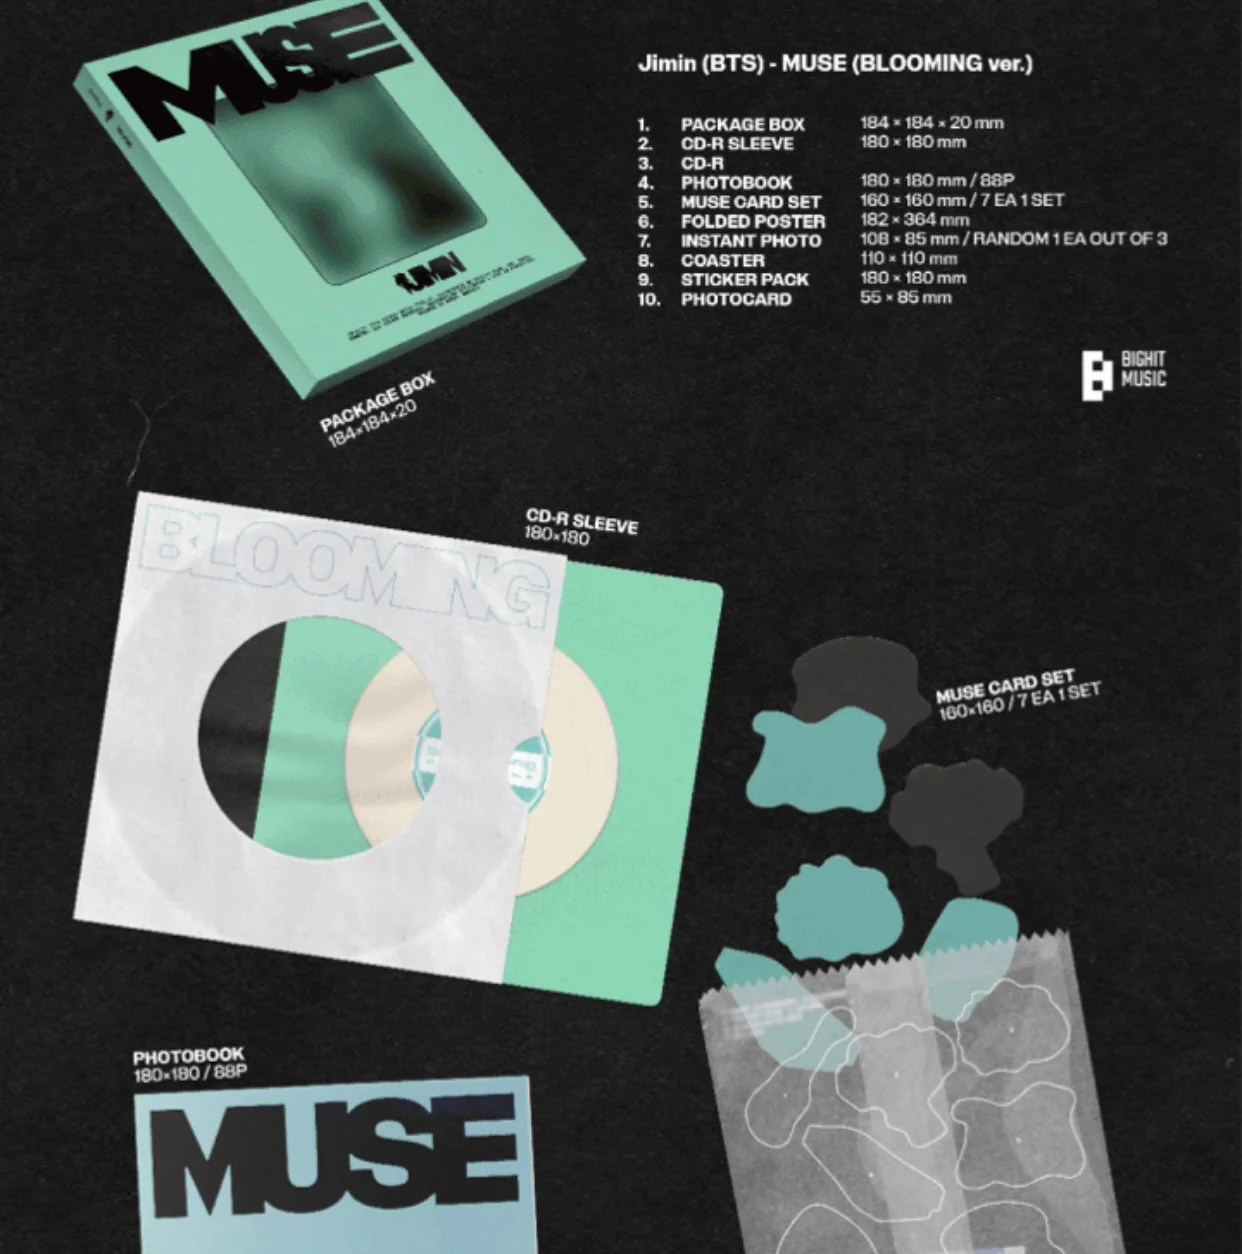 MUSE
JIMIN
PACKAGE BOX
184×184×20
Jimin (BTS) - MUSE (BLOOMING ver.)
1. PACKAGE BOX 184 × 184 × 20 mm
2. CD-R SLEEVE 180 × 180 mm
3. CD-R
4. PHOTOBOOK 180 × 180 mm / 88P
5. MUSE CARD SET 160 × 160 mm / 7 EA 1 SET
6. FOLDED POSTER 182 × 364 mm
7. INSTANT PHOTO 108 × 85 mm / RANDOM 1 EA OUT OF 3
8. COASTER 110 × 110 mm
9. STICKER PACK 180 × 180 mm
10. PHOTOCARD 55 × 85 mm
BIGHIT
MUSIC
CD-R SLEEVE
180×180
BLOOMING
MUSE CARD SET
160×160 / 7 EA 1 SET
PHOTOBOOK
180×180 / 88P
MUSE